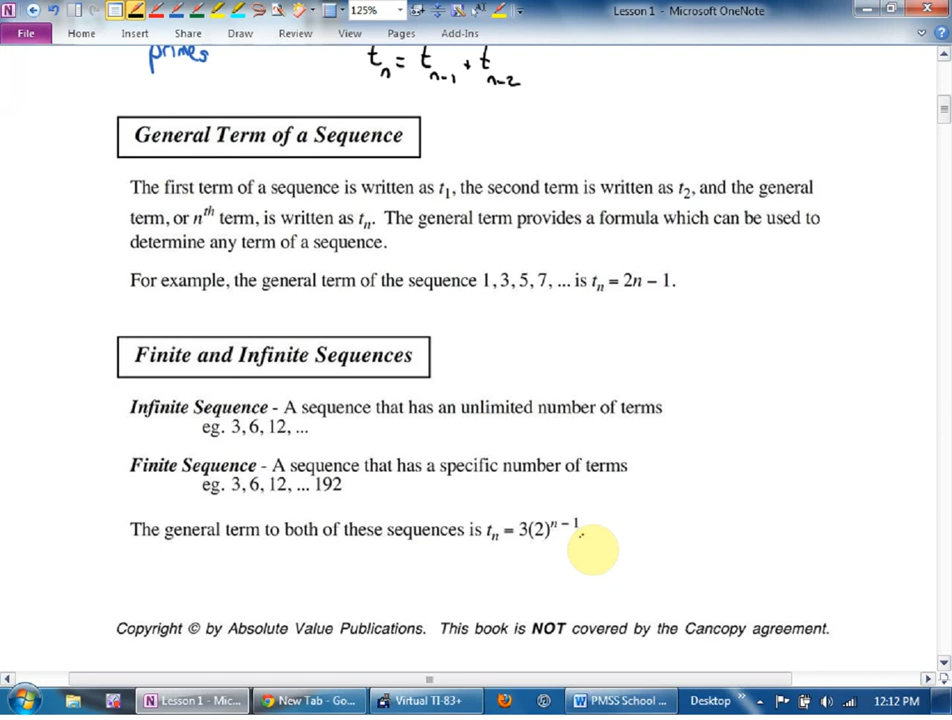 Lesson 1 - Microsoft OneNote
125%
File Home Insert Share Draw Review View Pages Add-Ins
primes
tₙ = tₙ₋₁ + tₙ₋₂
General Term of a Sequence
The first term of a sequence is written as t₁, the second term is written as t₂, and the general
term, or nᵗʰ term, is written as tₙ. The general term provides a formula which can be used to
determine any term of a sequence.
For example, the general term of the sequence 1, 3, 5, 7, ... is tₙ = 2n − 1.
Finite and Infinite Sequences
Infinite Sequence - A sequence that has an unlimited number of terms
eg. 3, 6, 12, ...
Finite Sequence - A sequence that has a specific number of terms
eg. 3, 6, 12, ... 192
The general term to both of these sequences is tₙ = 3(2)ⁿ⁻¹.
Copyright © by Absolute Value Publications. This book is NOT covered by the Cancopy agreement.
Lesson 1 - Mic... New Tab - Go... Virtual TI-83+ PMSS School ... Desktop 12:12 PM